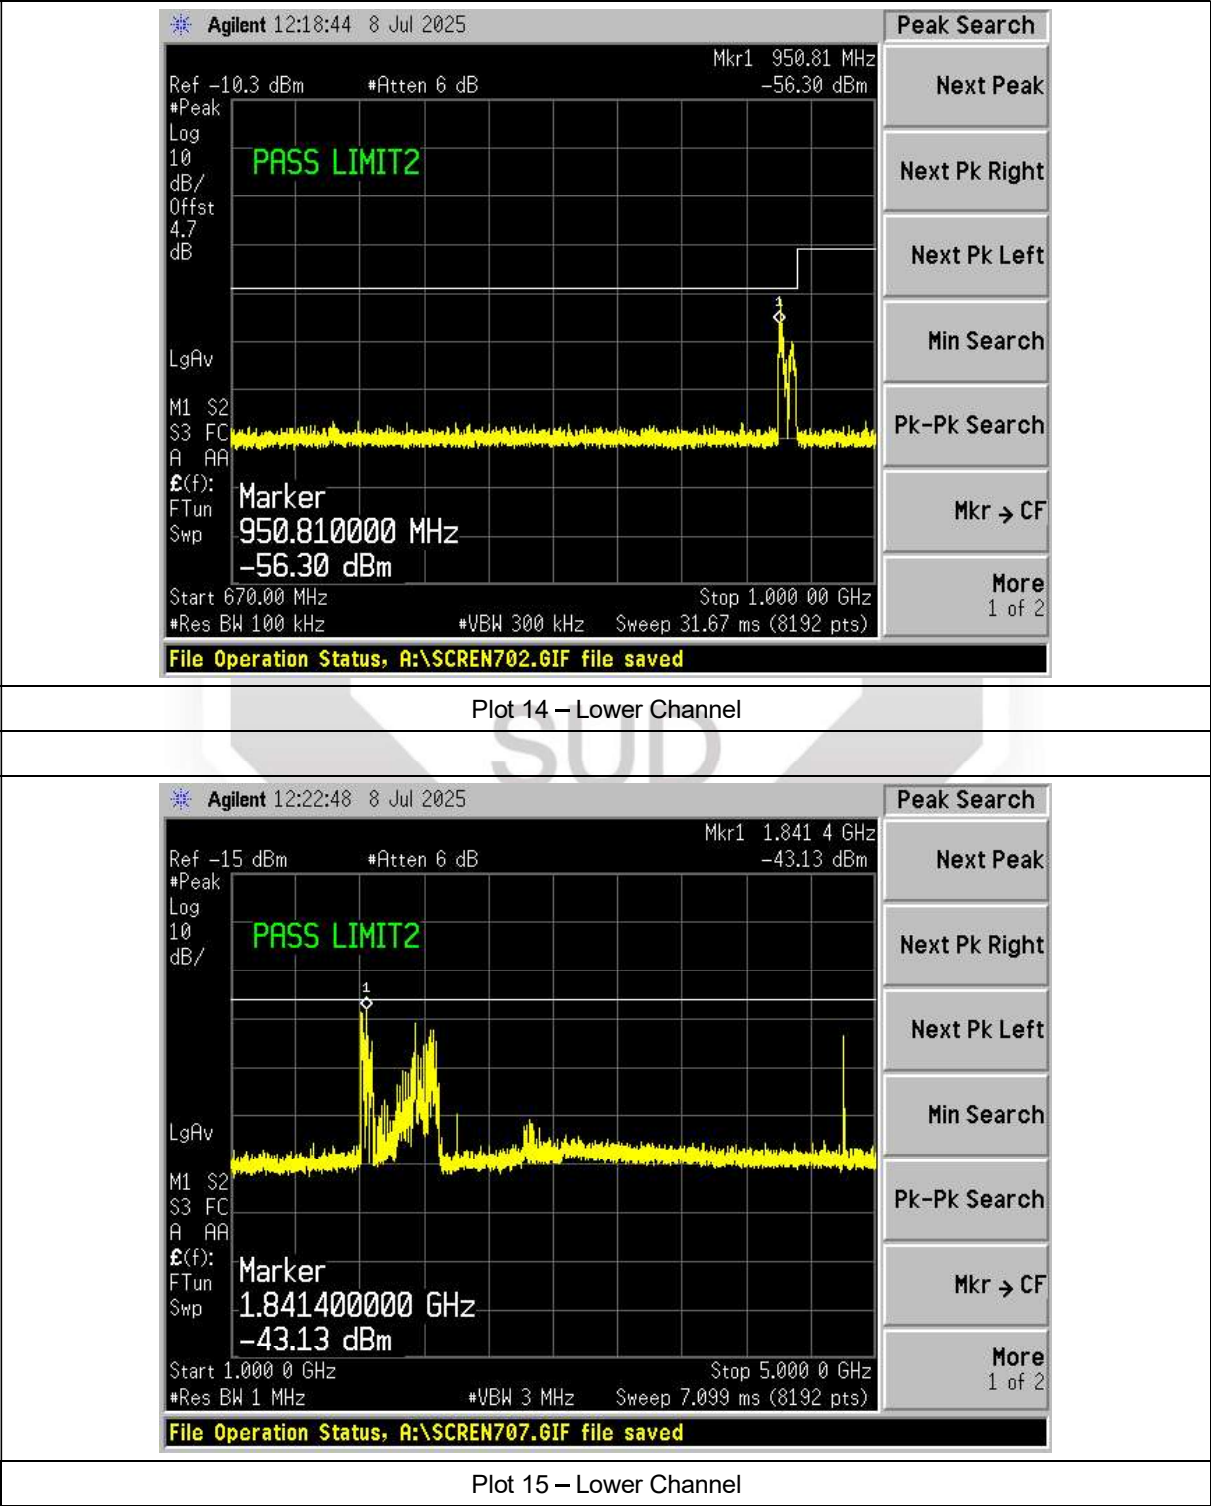 Agilent 12:18:44 8 Jul 2025
Peak Search
Mkr1 950.81 MHz
Ref −10.3 dBm #Atten 6 dB −56.30 dBm
#Peak
Log
10
dB/
Offst
4.7
dB
PASS LIMIT2
1
LgAv
M1 S2
S3 FC
A AA
£(f):
FTun
Swp
Marker
950.810000 MHz
−56.30 dBm
Start 670.00 MHz Stop 1.000 00 GHz
#Res BW 100 kHz #VBW 300 kHz Sweep 31.67 ms (8192 pts)
Next Peak
Next Pk Right
Next Pk Left
Min Search
Pk-Pk Search
Mkr → CF
More
1 of 2
File Operation Status, A:\SCREN702.GIF file saved
Plot 14 – Lower Channel
SUD
Agilent 12:22:48 8 Jul 2025
Peak Search
Mkr1 1.841 4 GHz
Ref −15 dBm #Atten 6 dB −43.13 dBm
#Peak
Log
10
dB/
PASS LIMIT2
1
LgAv
M1 S2
S3 FC
A AA
£(f):
FTun
Swp
Marker
1.841400000 GHz
−43.13 dBm
Start 1.000 0 GHz Stop 5.000 0 GHz
#Res BW 1 MHz #VBW 3 MHz Sweep 7.099 ms (8192 pts)
Next Peak
Next Pk Right
Next Pk Left
Min Search
Pk-Pk Search
Mkr → CF
More
1 of 2
File Operation Status, A:\SCREN707.GIF file saved
Plot 15 – Lower Channel